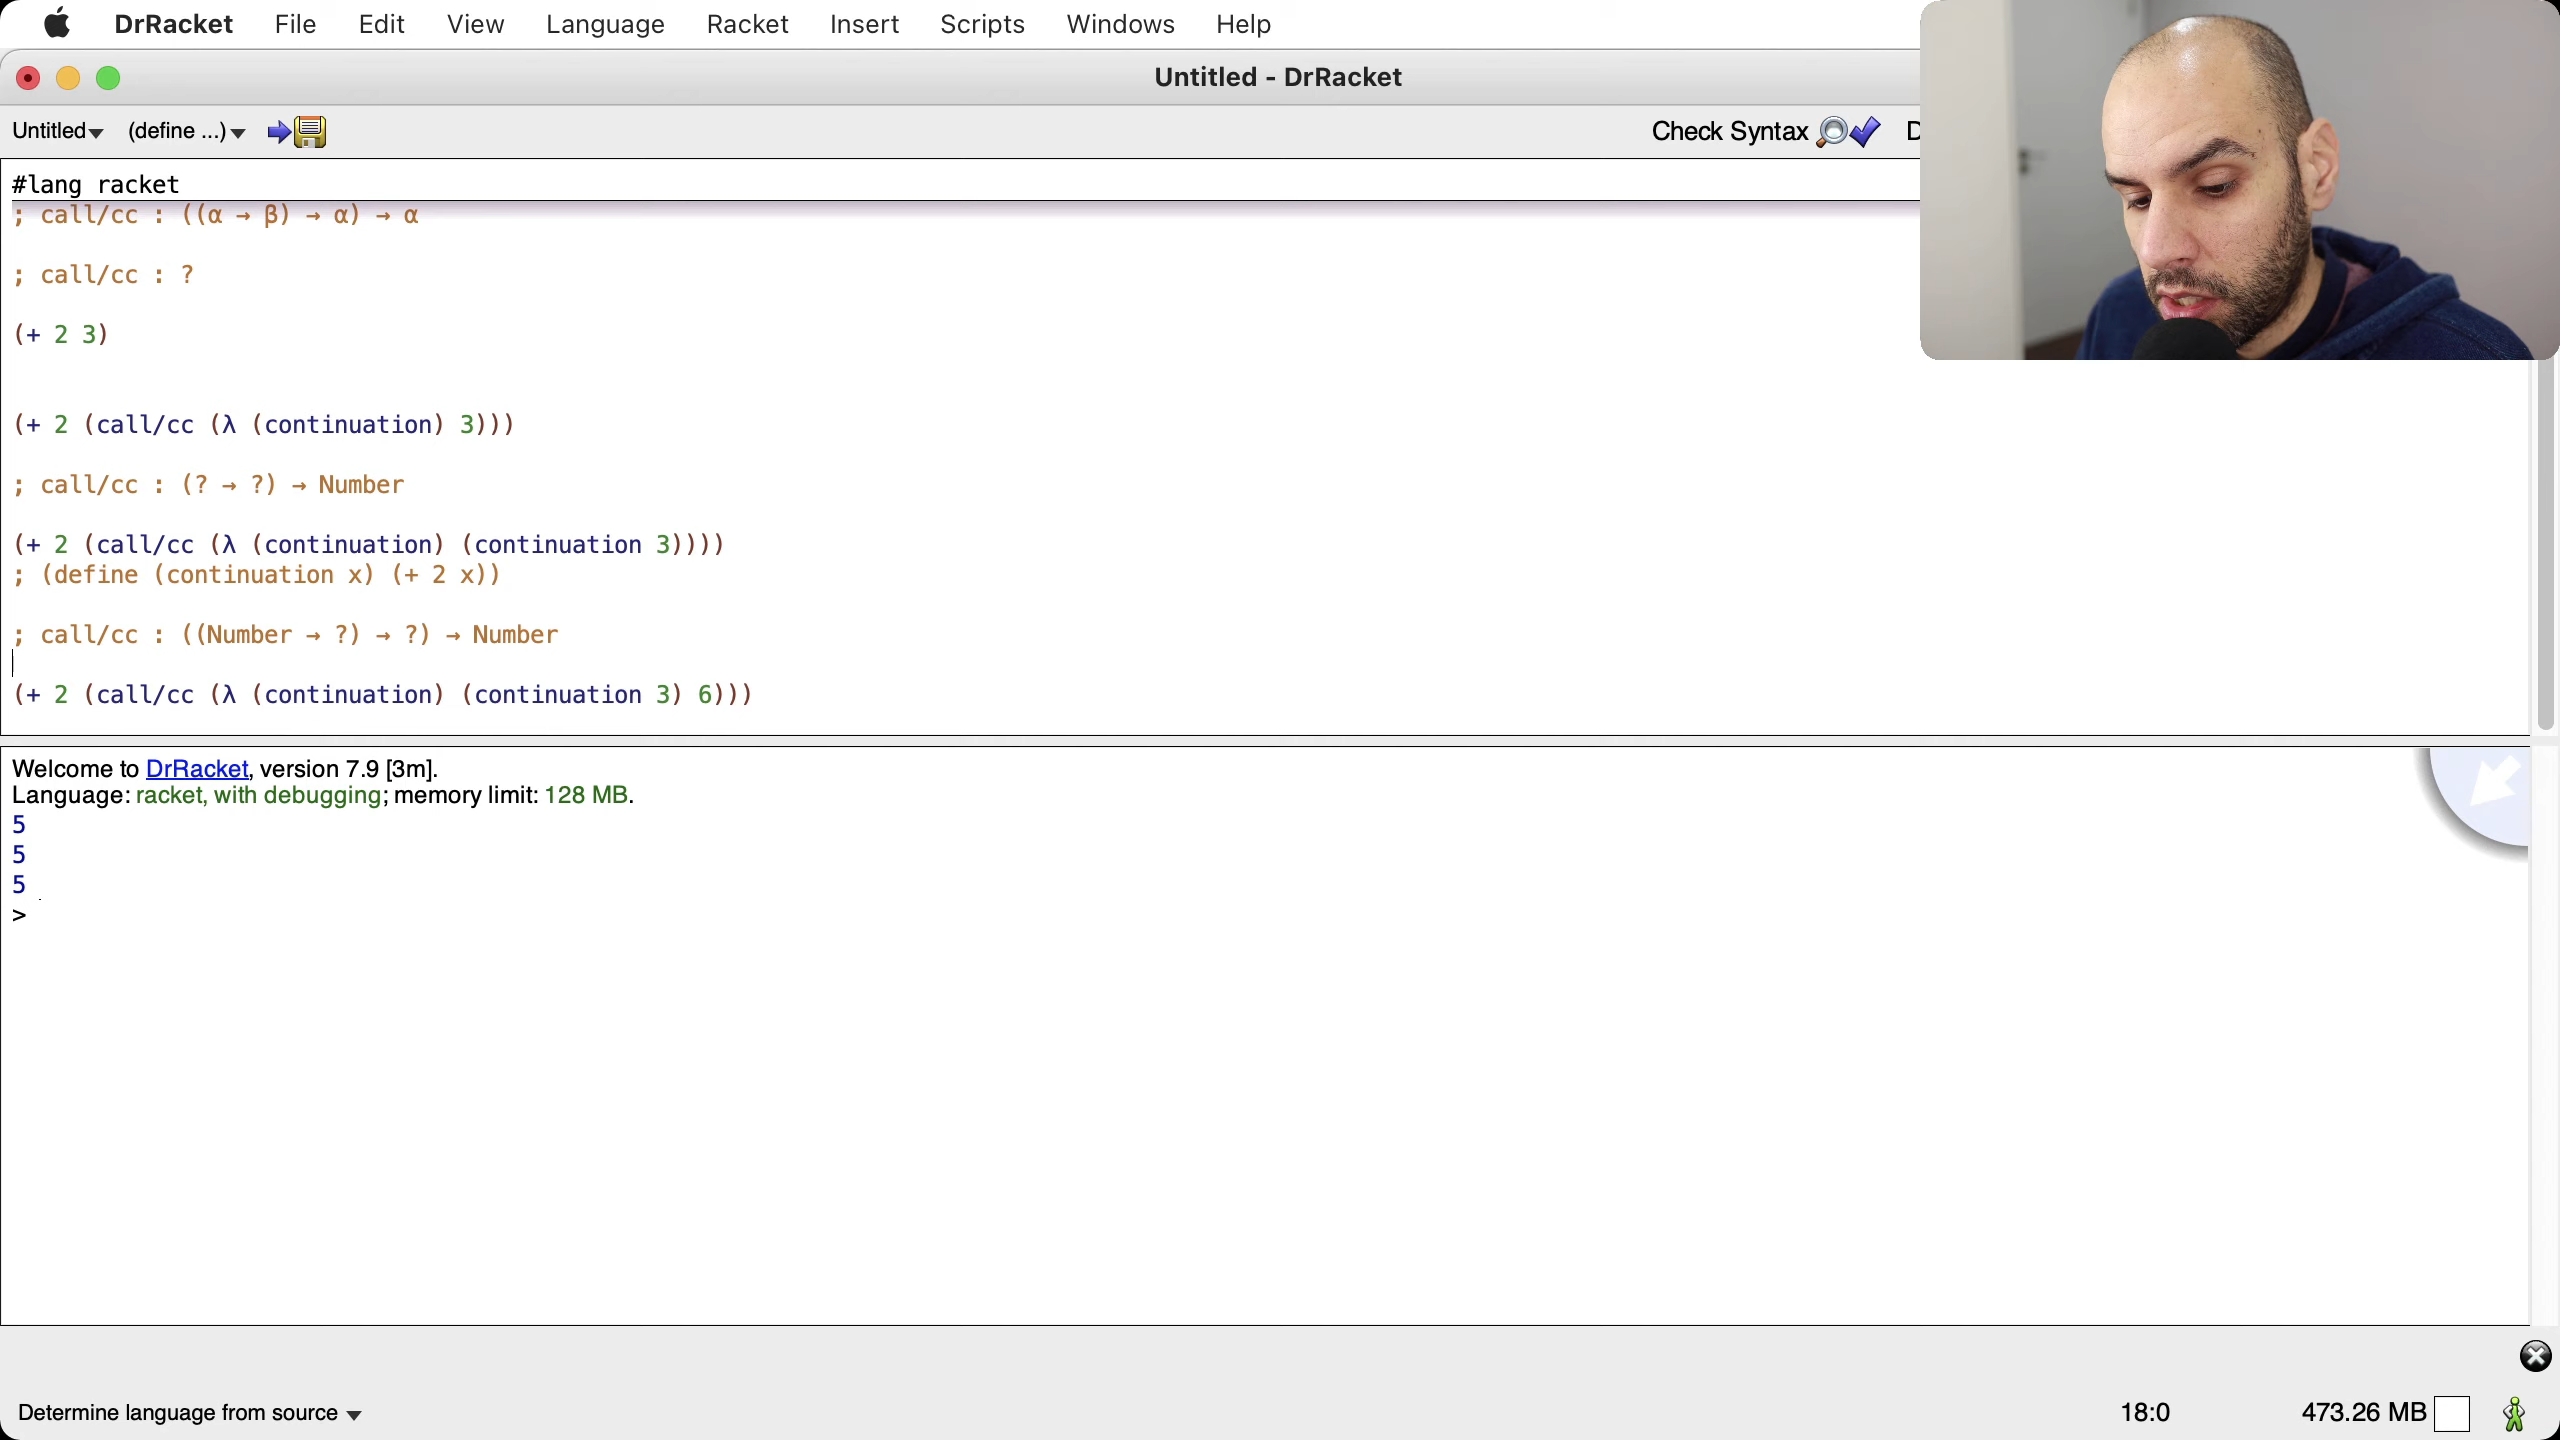 DrRacket File Edit View Language Racket Insert Scripts Windows Help
Untitled - DrRacket
Untitled (define ...) Check Syntax
#lang racket
; call/cc : ((α → β) → α) → α
; call/cc : ?
(+ 2 3)
(+ 2 (call/cc (λ (continuation) 3)))
; call/cc : (? → ?) → Number
(+ 2 (call/cc (λ (continuation) (continuation 3))))
; (define (continuation x) (+ 2 x))
; call/cc : ((Number → ?) → ?) → Number
(+ 2 (call/cc (λ (continuation) (continuation 3) 6)))
Welcome to DrRacket, version 7.9 [3m].
Language: racket, with debugging; memory limit: 128 MB.
5
5
5
>
Determine language from source 18:0 473.26 MB